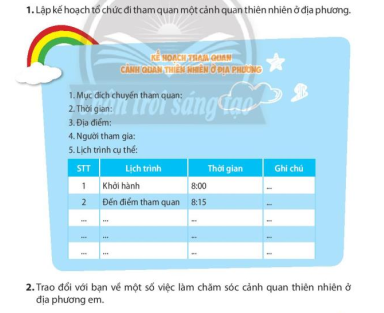 1. Lập kế hoạch tổ chức đi tham quan một cảnh quan thiên nhiên ở địa phương.
KẾ HOẠCH THAM QUAN
CẢNH QUAN THIÊN NHIÊN Ở ĐỊA PHƯƠNG
Chân trời sáng tạo
1. Mục đích chuyến tham quan:
2. Thời gian:
3. Địa điểm:
4. Người tham gia:
5. Lịch trình cụ thể:
STT Lịch trình Thời gian Ghi chú
1 Khởi hành 8:00 ...
2 Đến điểm tham quan 8:15 ...
... ... ... ...
... ... ... ...
... ... ... ...
2. Trao đổi với bạn về một số việc làm chăm sóc cảnh quan thiên nhiên ở
địa phương em.